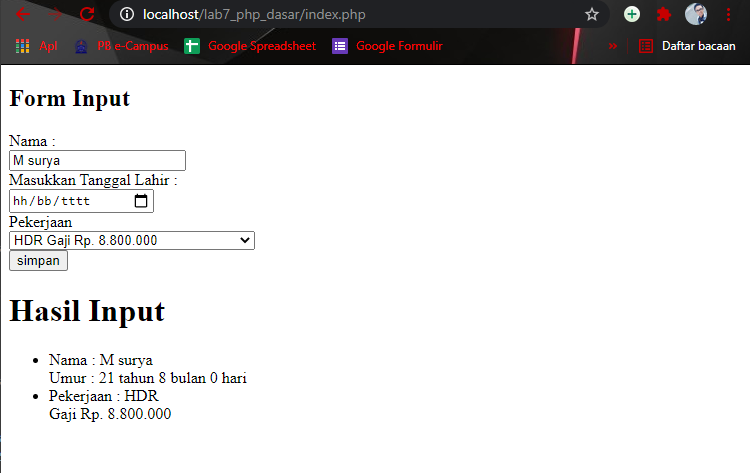 localhost/lab7_php_dasar/index.php
Apl PB e-Campus Google Spreadsheet Google Formulir » Daftar bacaan
Form Input
Nama :
M surya
Masukkan Tanggal Lahir :
hh/bb/tttt
Pekerjaan
HDR Gaji Rp. 8.800.000
simpan
Hasil Input
• Nama : M surya
Umur : 21 tahun 8 bulan 0 hari
• Pekerjaan : HDR
Gaji Rp. 8.800.000